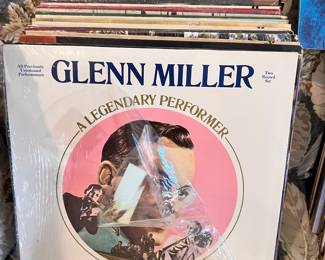 All Previously
Unreleased
Performances
GLENN MILLER
Two
Record
Set
A LEGENDARY PERFORMER